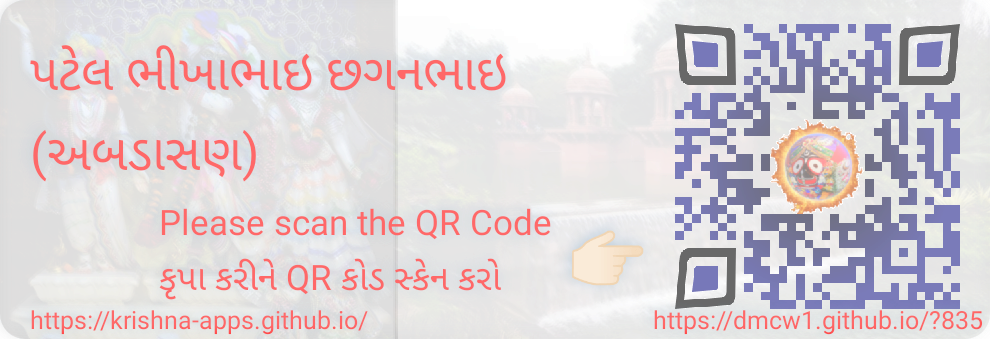 પટેલ ભીખાભાઇ છગનભાઇ
(અબડાસણ)
Please scan the QR Code
કૃપા કરીને QR કોડ સ્કેન કરો
https://krishna-apps.github.io/
https://dmcw1.github.io/?835